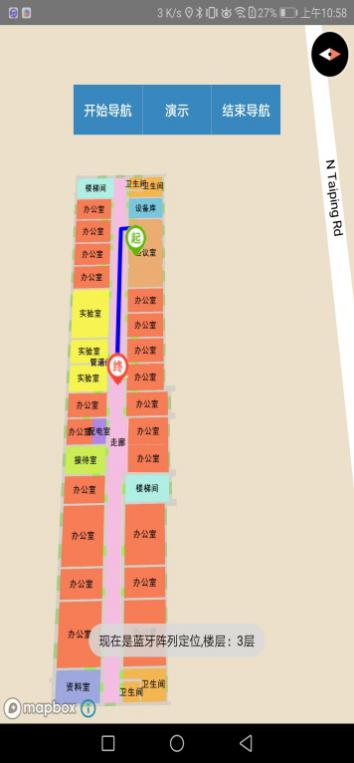 3 K/s 27% 上午10:58
开始导航 演示 结束导航
N Taiping Rd
楼梯间 卫生间 卫生间
办公室 设备库
办公室 起 议室
办公室
办公室
实验室 办公室
办公室
实验室 办公室
管道
终
实验室 办公室
办公室 办公室
办公室 配电室 办公室
走廊
接待室 办公室
办公室 楼梯间
办公室 办公室
办公室 办公室
办公室
现在是蓝牙阵列定位,楼层：3层
资料室 卫生间 卫生间
mapbox